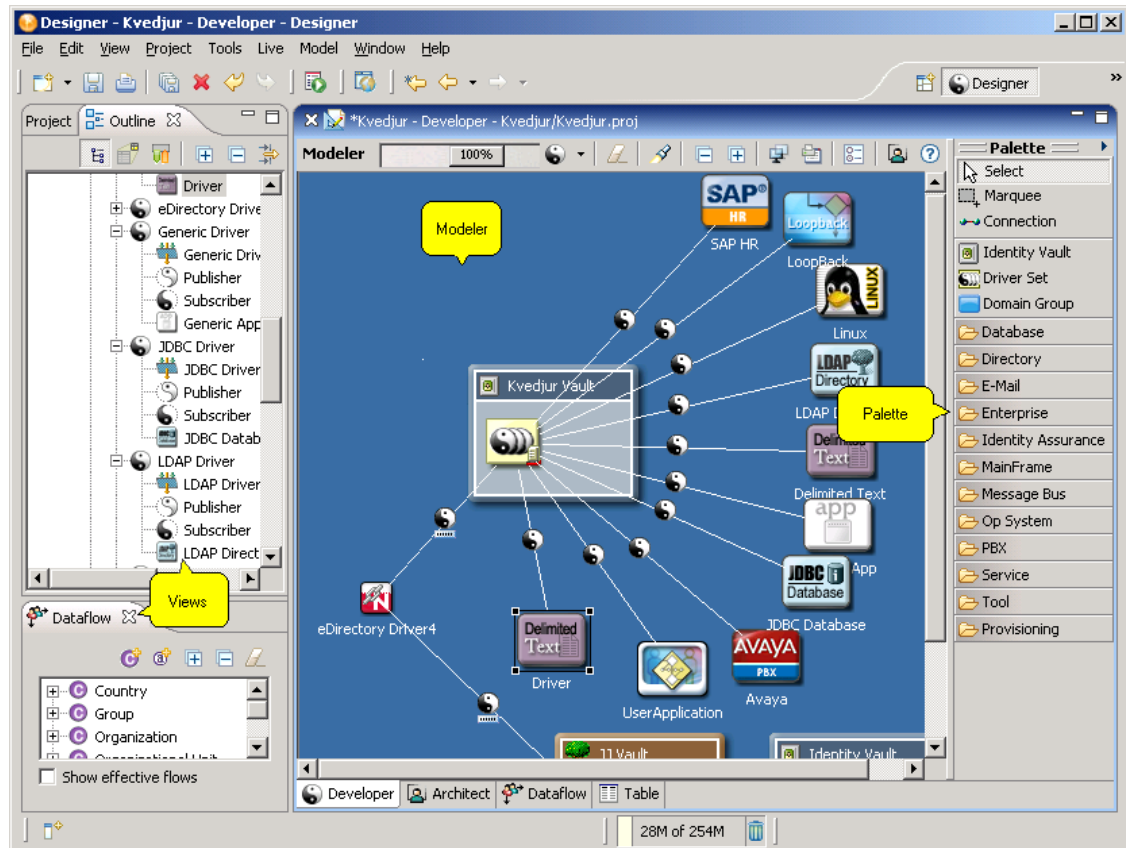 Designer - Kvedjur - Developer - Designer
File Edit View Project Tools Live Model Window Help
Designer
Project Outline
Driver
eDirectory Drive
Generic Driver
Generic Driv
Publisher
Subscriber
Generic App
JDBC Driver
JDBC Driver
Publisher
Subscriber
JDBC Datab
LDAP Driver
LDAP Driver
Publisher
Subscriber
LDAP Direct
Views
Dataflow
Country
Group
Organization
Show effective flows
*Kvedjur - Developer - Kvedjur/Kvedjur.proj
Modeler 100%
Modeler
SAP®
HR
SAP HR
Loopback
LoopBack
LINUX
Linux
LDAP
Directory
LDAP
Palette
Delimited
Text
Delimited Text
app
App
JDBC
Database
JDBC Database
Kvedjur Vault
eDirectory Driver4
Delimited
Text
Driver
UserApplication
AVAYA
PBX
Avaya
11 Vault
Identity Vault
Palette
Select
Marquee
Connection
Identity Vault
Driver Set
Domain Group
Database
Directory
E-Mail
Enterprise
Identity Assurance
MainFrame
Message Bus
Op System
PBX
Service
Tool
Provisioning
Developer Architect Dataflow Table
28M of 254M